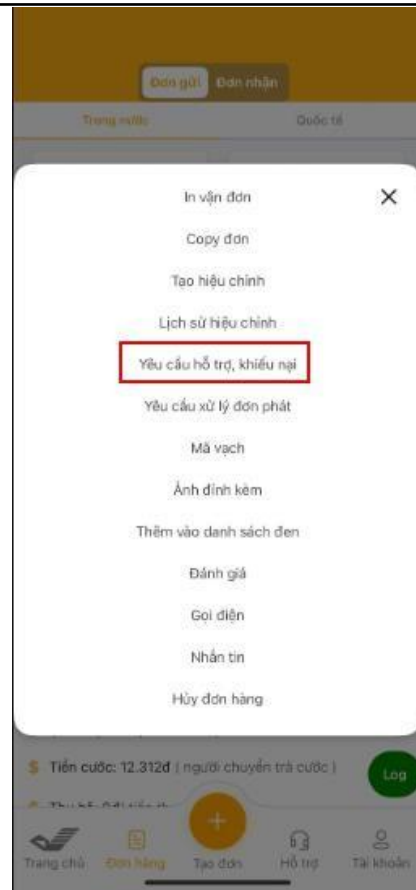 Đơn gửi Đơn nhận
Trong nước Quốc tế
In vận đơn
Copy đơn
Tạo hiệu chỉnh
Lịch sử hiệu chỉnh
Yêu cầu hỗ trợ, khiếu nại
Yêu cầu xử lý đơn phát
Mã vạch
Ảnh đính kèm
Thêm vào danh sách đen
Đánh giá
Gọi điện
Nhắn tin
Hủy đơn hàng
Tiền cước: 12.312đ ( người chuyển trả cước )
Log
Trang chủ Đơn hàng Tạo đơn Hỗ trợ Tài khoản